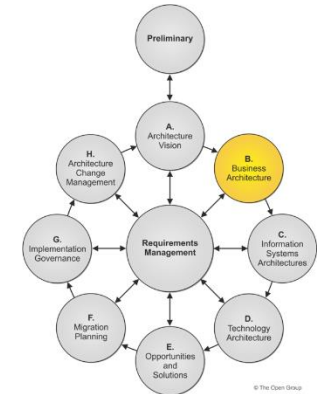 Preliminary
A.
Architecture
Vision
H.
Architecture
Change
Management
B.
Business
Architecture
G.
Implementation
Governance
Requirements
Management
C.
Information
Systems
Architectures
F.
Migration
Planning
D.
Technology
Architecture
E.
Opportunities
and
Solutions
© The Open Group